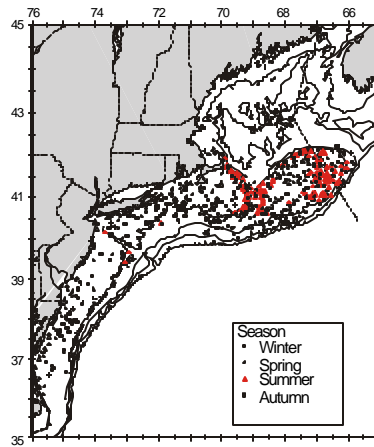 76 74 72 70 68 66
45
43
41
39
37
35
Season
Winter
Spring
Summer
Autumn